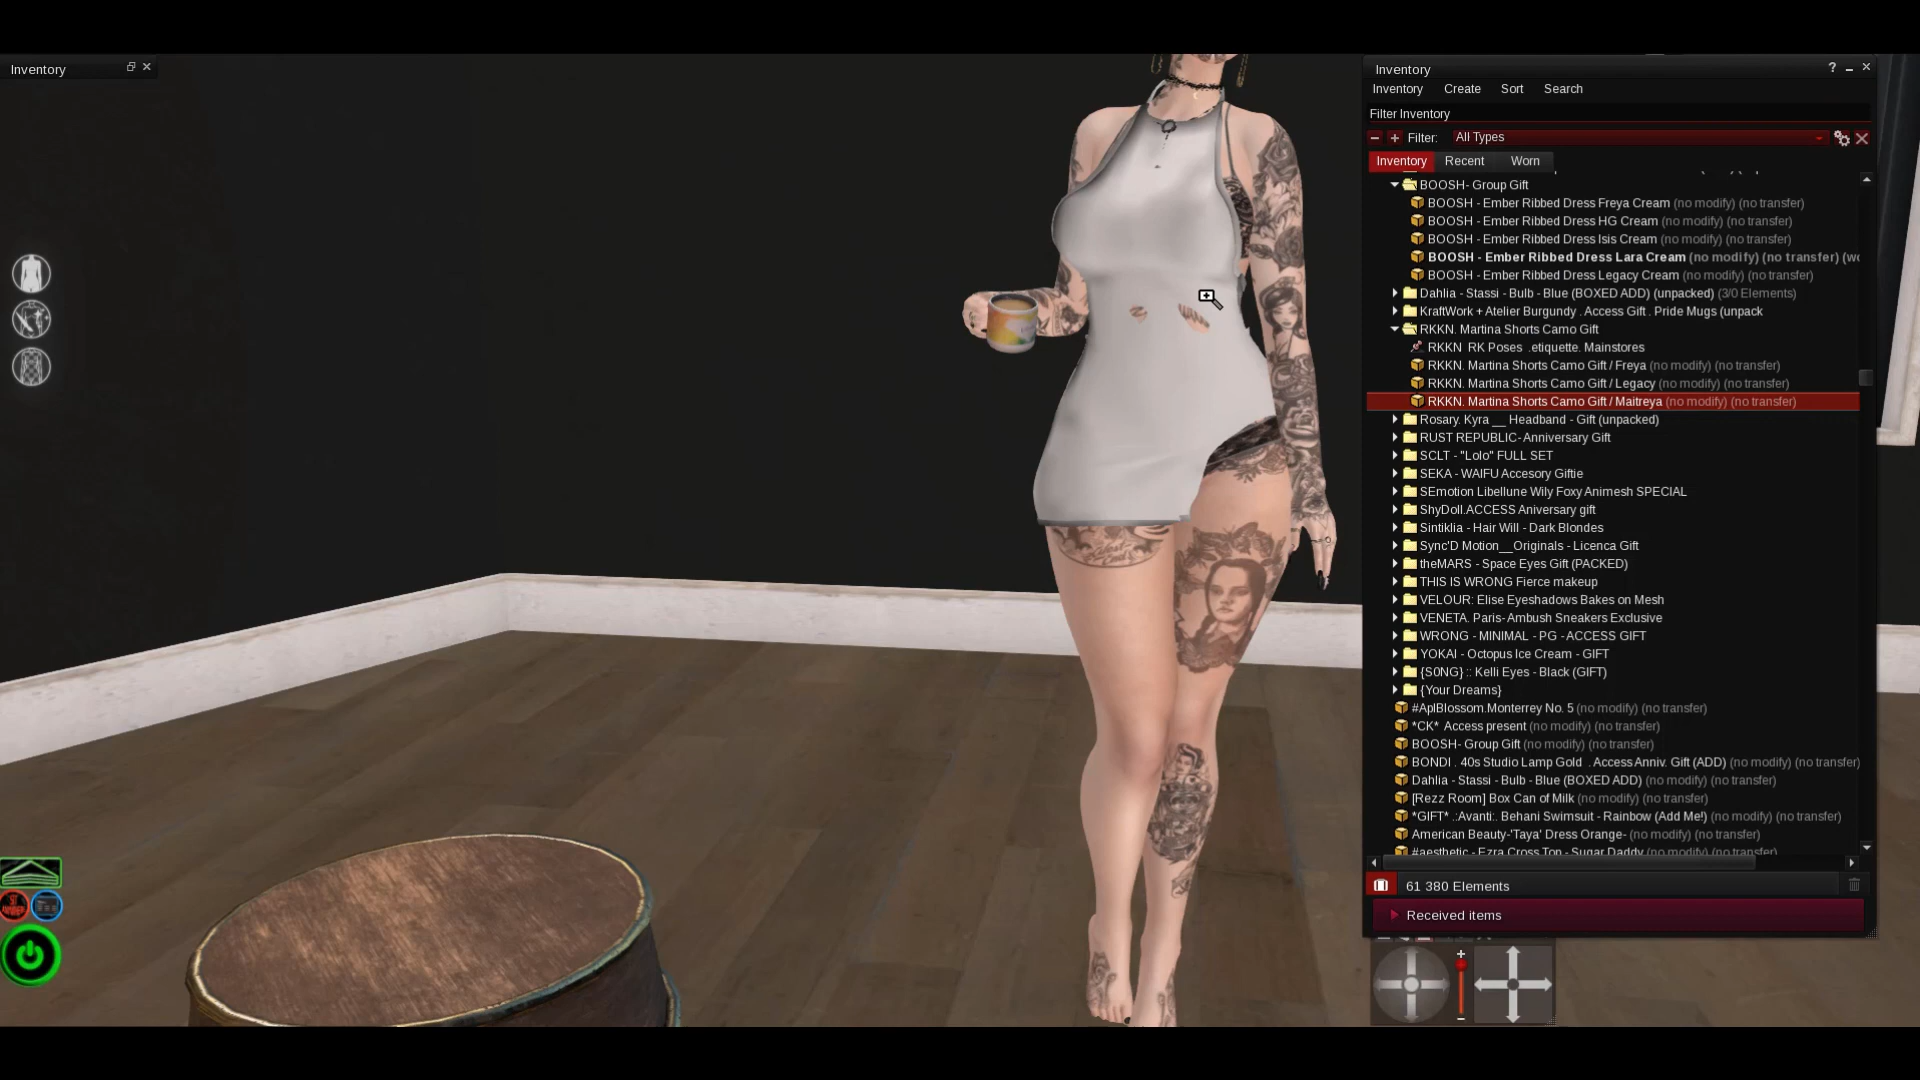 Inventory
Inventory
?
Inventory Create Sort Search
Filter Inventory
Filter: All Types
Inventory Recent Worn
BOOSH- Group Gift
BOOSH - Ember Ribbed Dress Freya Cream (no modify) (no transfer)
BOOSH - Ember Ribbed Dress HG Cream (no modify) (no transfer)
BOOSH - Ember Ribbed Dress Isis Cream (no modify) (no transfer)
BOOSH - Ember Ribbed Dress Lara Cream (no modify) (no transfer) (wo
BOOSH - Ember Ribbed Dress Legacy Cream (no modify) (no transfer)
Dahlia - Stassi - Bulb - Blue (BOXED ADD) (unpacked) (3/0 Elements)
KraftWork + Atelier Burgundy . Access Gift . Pride Mugs (unpack
RKKN. Martina Shorts Camo Gift
RKKN RK Poses .etiquette. Mainstores
RKKN. Martina Shorts Camo Gift / Freya (no modify) (no transfer)
RKKN. Martina Shorts Camo Gift / Legacy (no modify) (no transfer)
RKKN. Martina Shorts Camo Gift / Maitreya (no modify) (no transfer)
Rosary. Kyra __ Headband - Gift (unpacked)
RUST REPUBLIC- Anniversary Gift
SCLT - "Lolo" FULL SET
SEKA - WAIFU Accesory Giftie
SEmotion Libellune Wily Foxy Animesh SPECIAL
ShyDoll.ACCESS Aniversary gift
Sintiklia - Hair Will - Dark Blondes
Sync'D Motion__Originals - Licenca Gift
theMARS - Space Eyes Gift (PACKED)
THIS IS WRONG Fierce makeup
VELOUR: Elise Eyeshadows Bakes on Mesh
VENETA. Paris- Ambush Sneakers Exclusive
WRONG - MINIMAL - PG - ACCESS GIFT
YOKAI - Octopus Ice Cream - GIFT
{S0NG} :: Kelli Eyes - Black (GIFT)
{Your Dreams}
#AplBlossom.Monterrey No. 5 (no modify) (no transfer)
*CK* Access present (no modify) (no transfer)
BOOSH- Group Gift (no modify) (no transfer)
BONDI . 40s Studio Lamp Gold . Access Anniv. Gift (ADD) (no modify) (no transfer)
Dahlia - Stassi - Bulb - Blue (BOXED ADD) (no modify) (no transfer)
[Rezz Room] Box Can of Milk (no modify) (no transfer)
*GIFT* .:Avanti:. Behani Swimsuit - Rainbow (Add Me!) (no modify) (no transfer)
American Beauty-'Taya' Dress Orange- (no modify) (no transfer)
#aesthetic - Ezra Cross Top - Sugar Daddy (no modify) (no transfer)
61 380 Elements
Received items